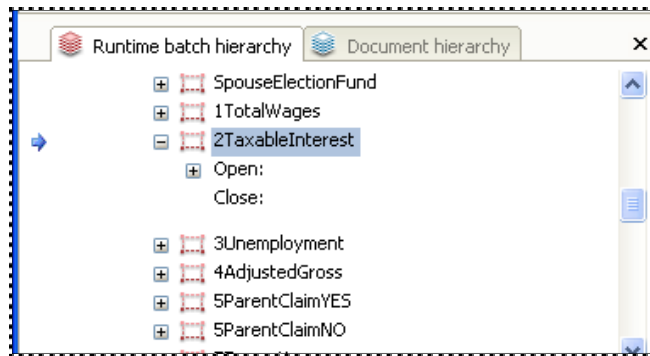 Runtime batch hierarchy Document hierarchy
SpouseElectionFund
1TotalWages
2TaxableInterest
Open:
Close:
3Unemployment
4AdjustedGross
5ParentClaimYES
5ParentClaimNO